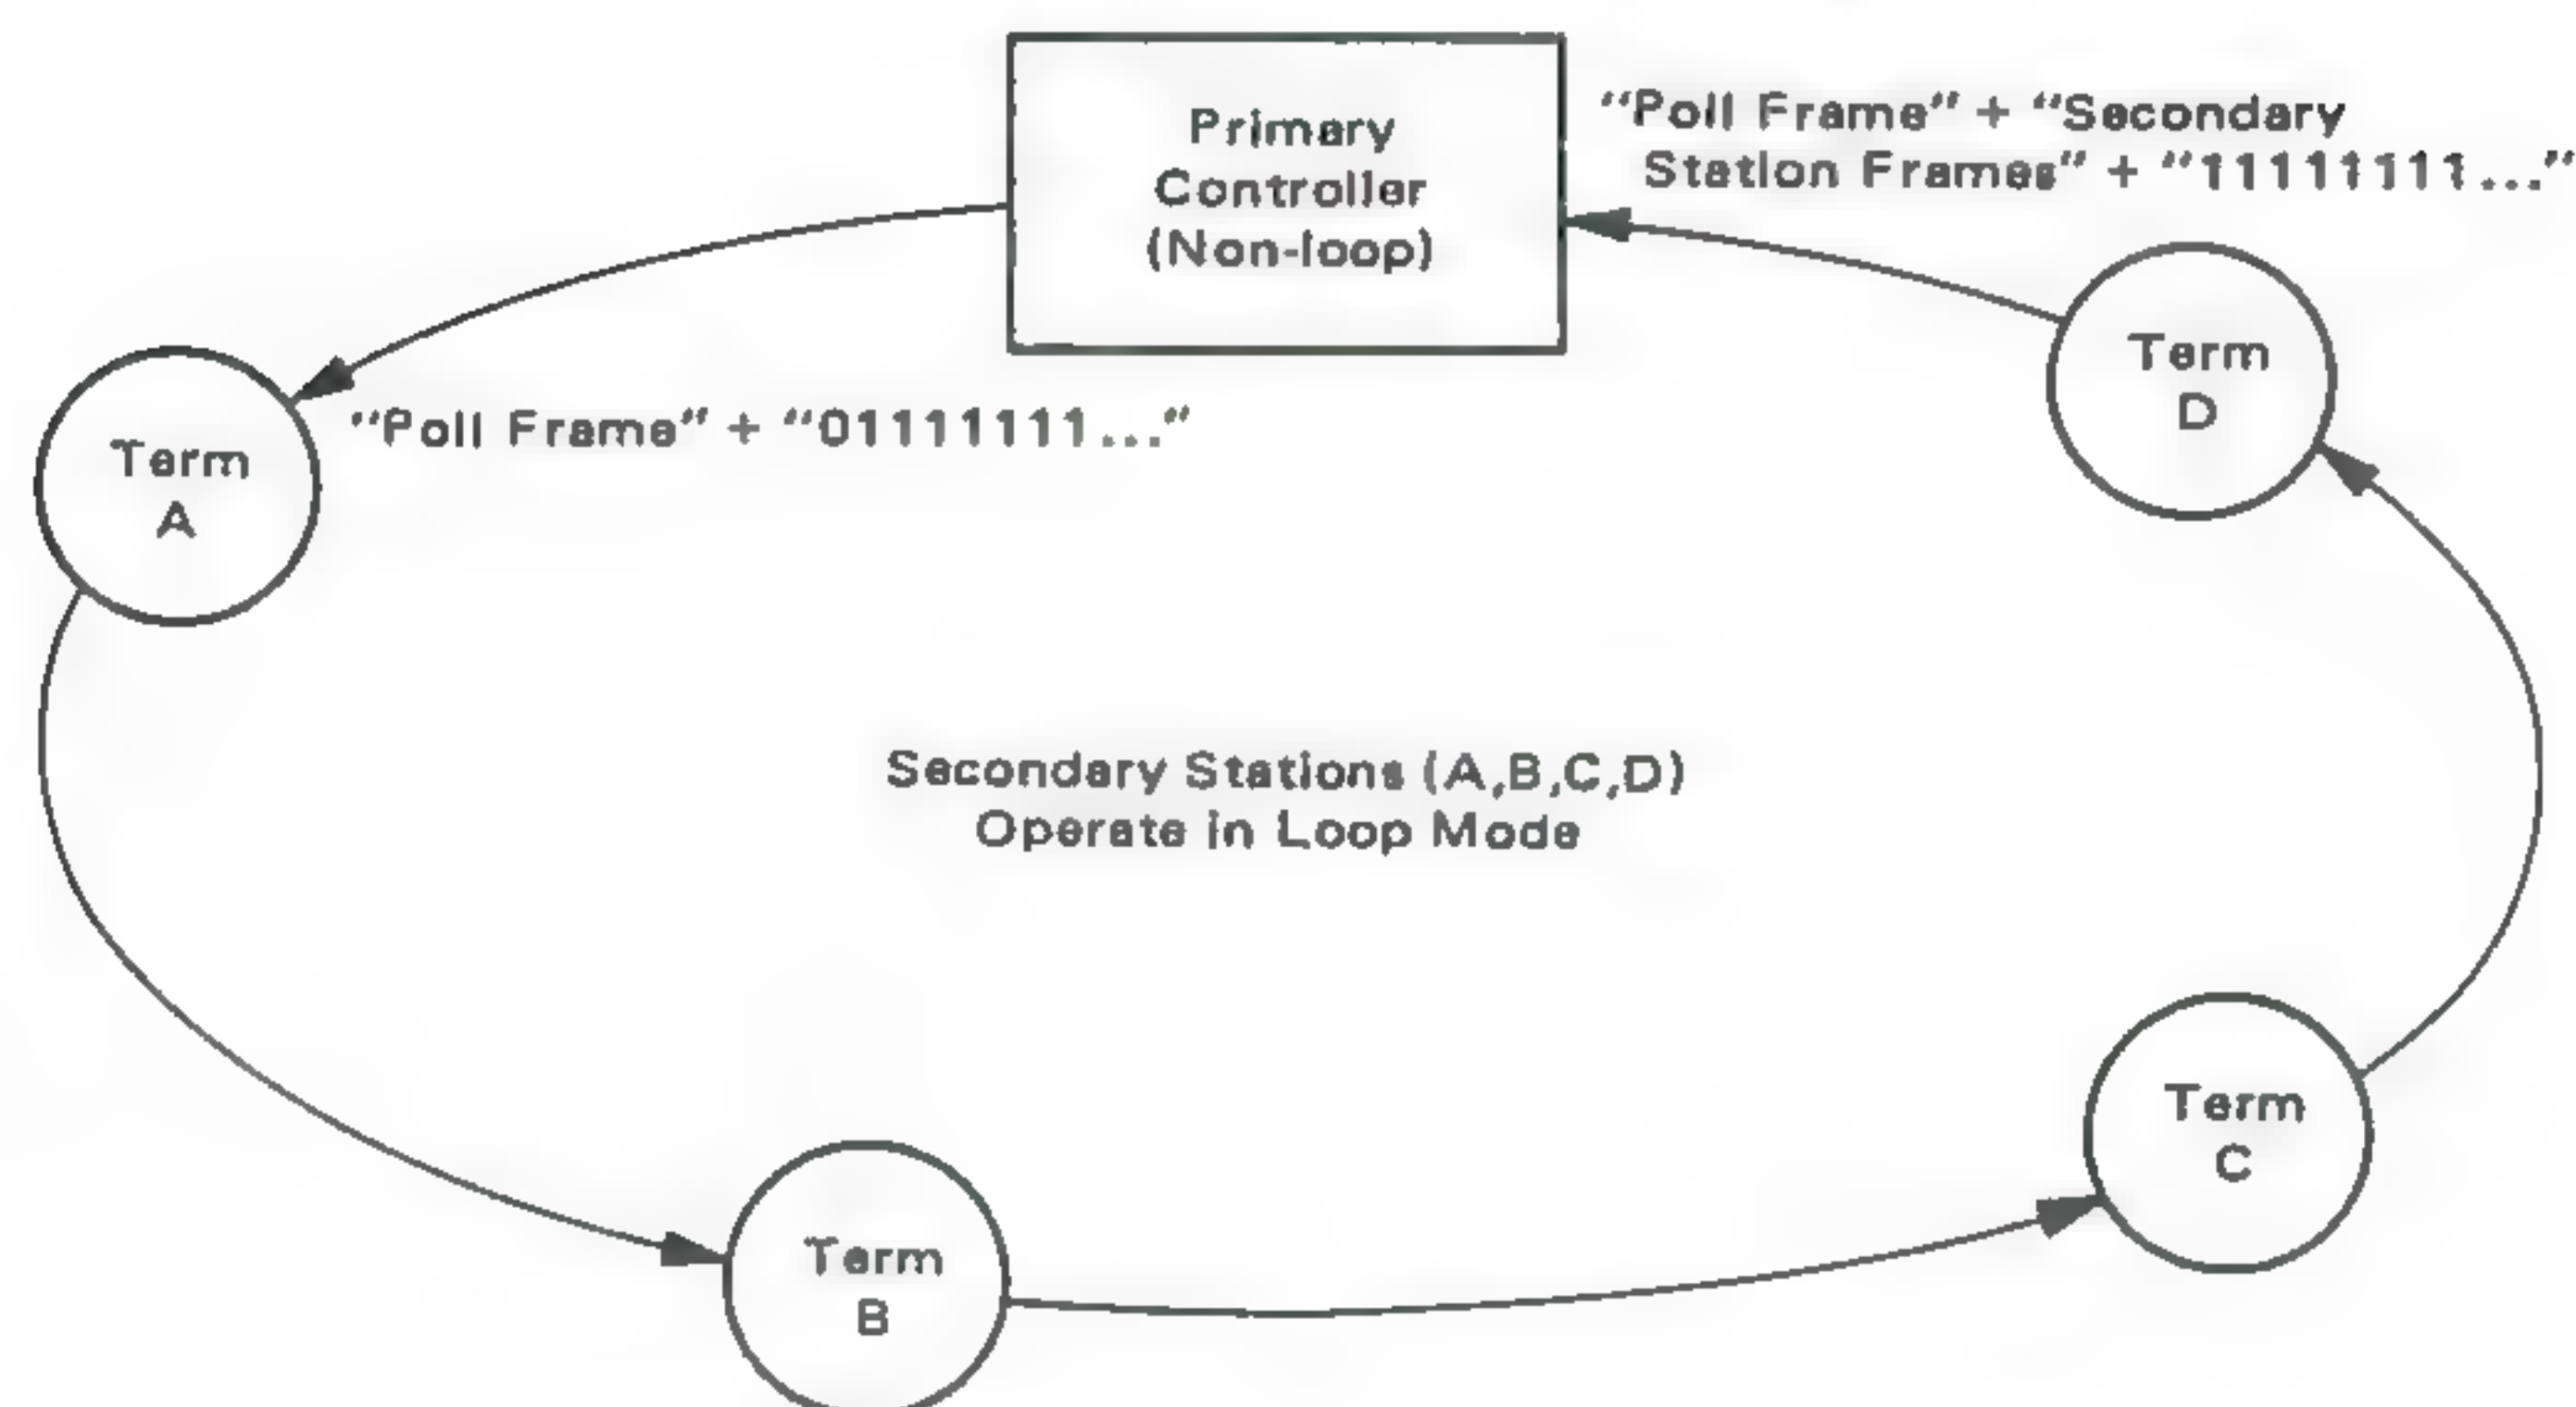 Primary
Controller
(Non-loop)
"Poll Frame" + "Secondary
Station Frames" + "11111111..."
Term
D
"Poll Frame" + "01111111..."
Term
A
Secondary Stations (A,B,C,D)
Operate in Loop Mode
Term
C
Term
B